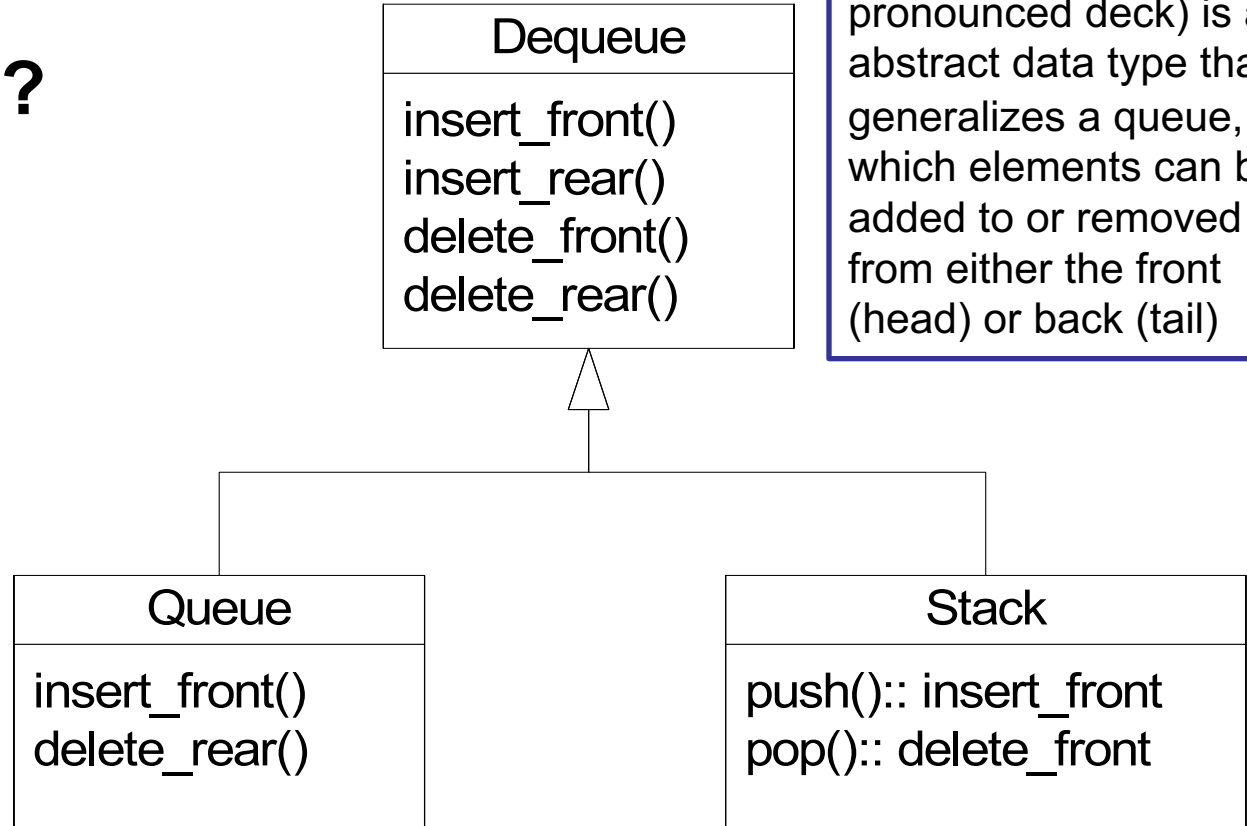 ?
Dequeue
insert_front()
insert_rear()
delete_front()
delete_rear()
pronounced deck) is
abstract data type
generalizes a queue,
which elements can
added to or removed
from either the front
(head) or back (tail)
Queue
insert_front()
delete_rear()
Stack
push():: insert_front
pop():: delete_front